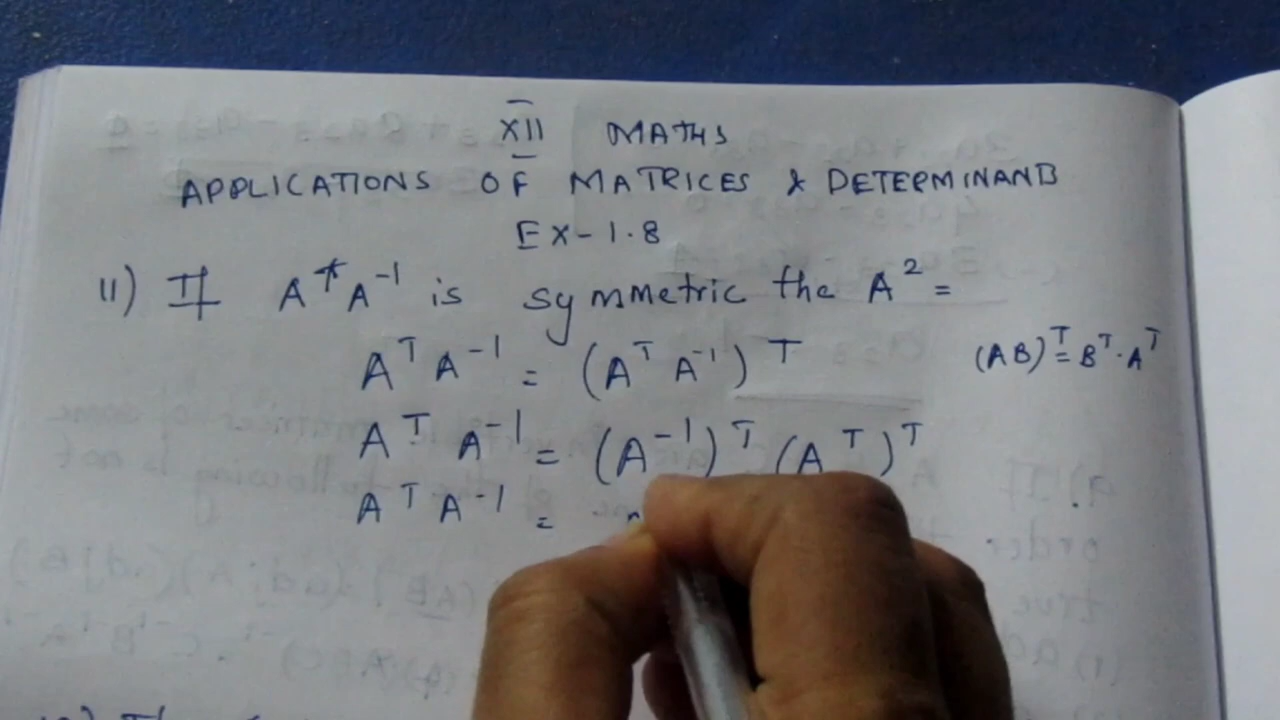 XII MATHS
APPLICATIONS OF MATRICES & DETERMINANTS
EX-1.8
11) If A^T A^-1 is symmetric the A^2 =
A^T A^-1 = (A^T A^-1)^T (AB)^T = B^T · A^T
A^T A^-1 = (A^-1)^T (A^T)^T
A^T A^-1 =